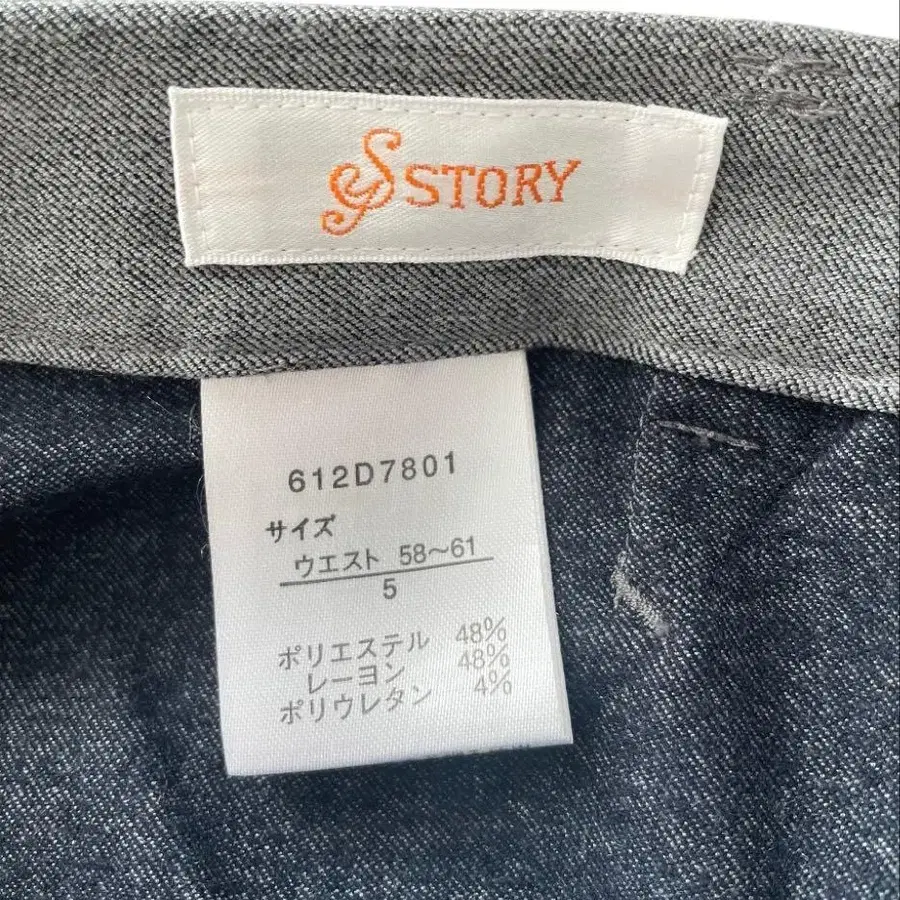 S STORY
612D7801
サイズ
ウエスト 58〜61
5
ポリエステル 48%
レーヨン 48%
ポリウレタン 4%